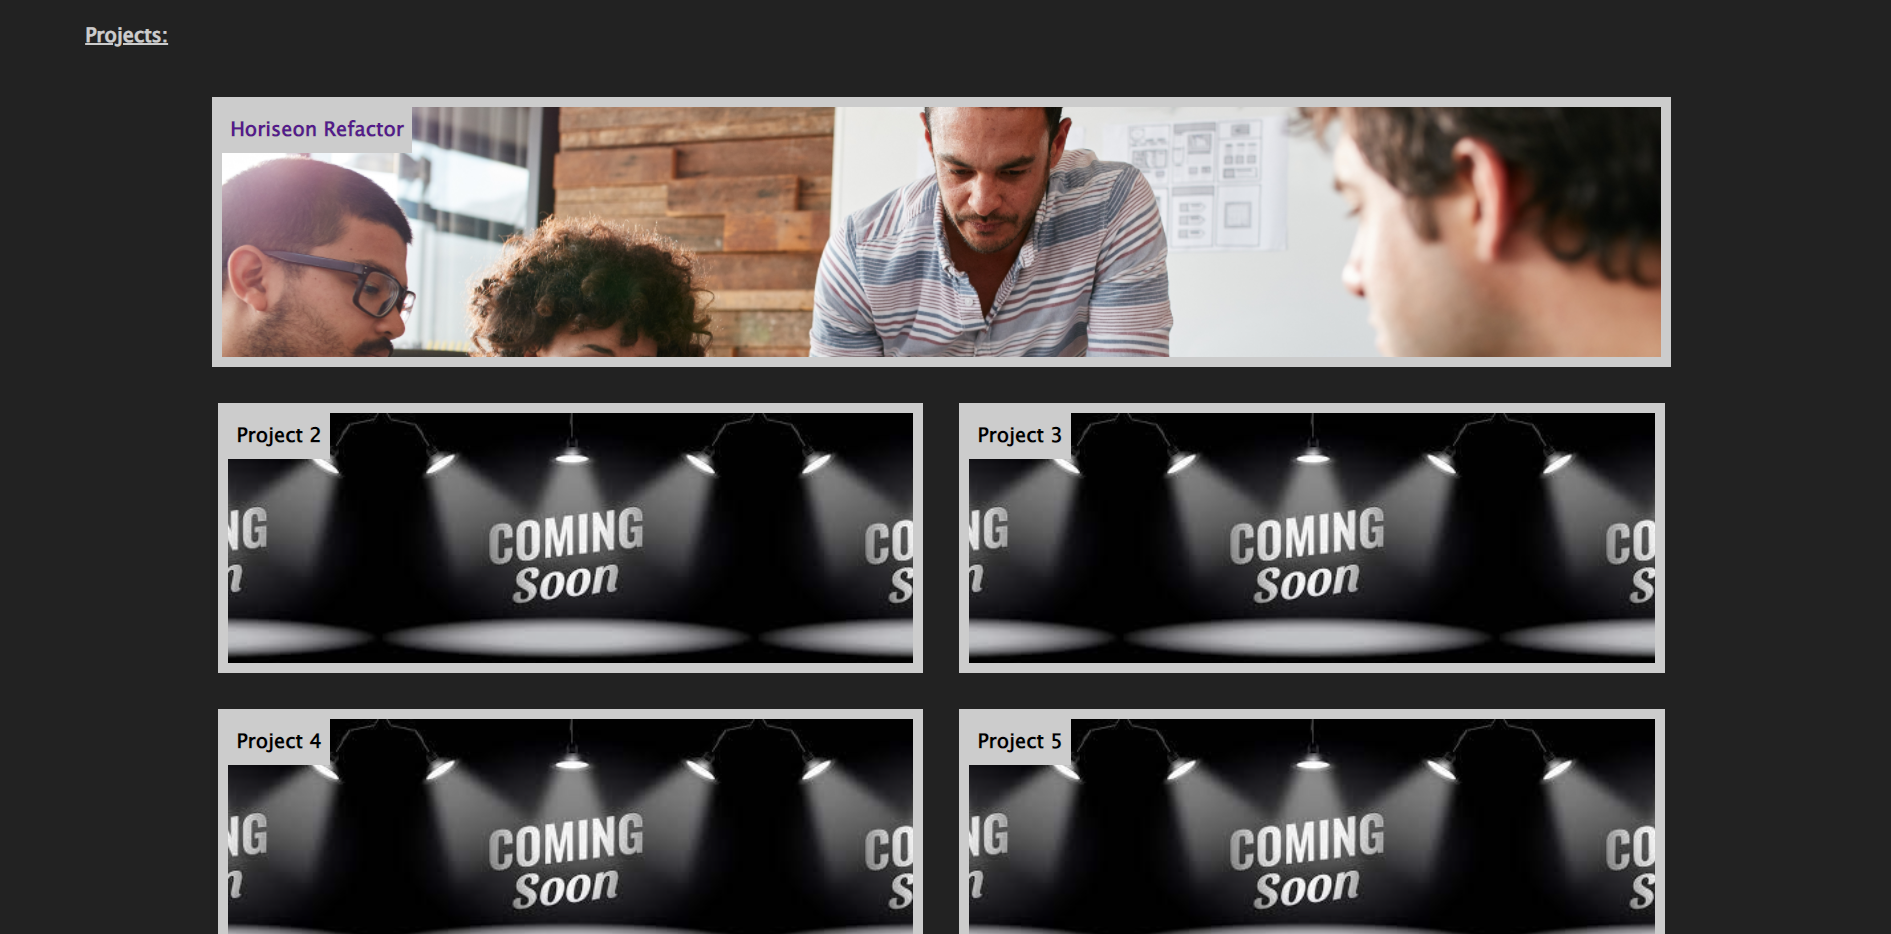 Projects:
Horiseon Refactor
Project 2
Project 3
NG
COMING
CO
NG
COMING
CO
n
Soon
S
n
Soon
S
Project 4
Project 5
NG
COMING
CO
NG
COMING
CO
n
Soon
S
n
Soon
S